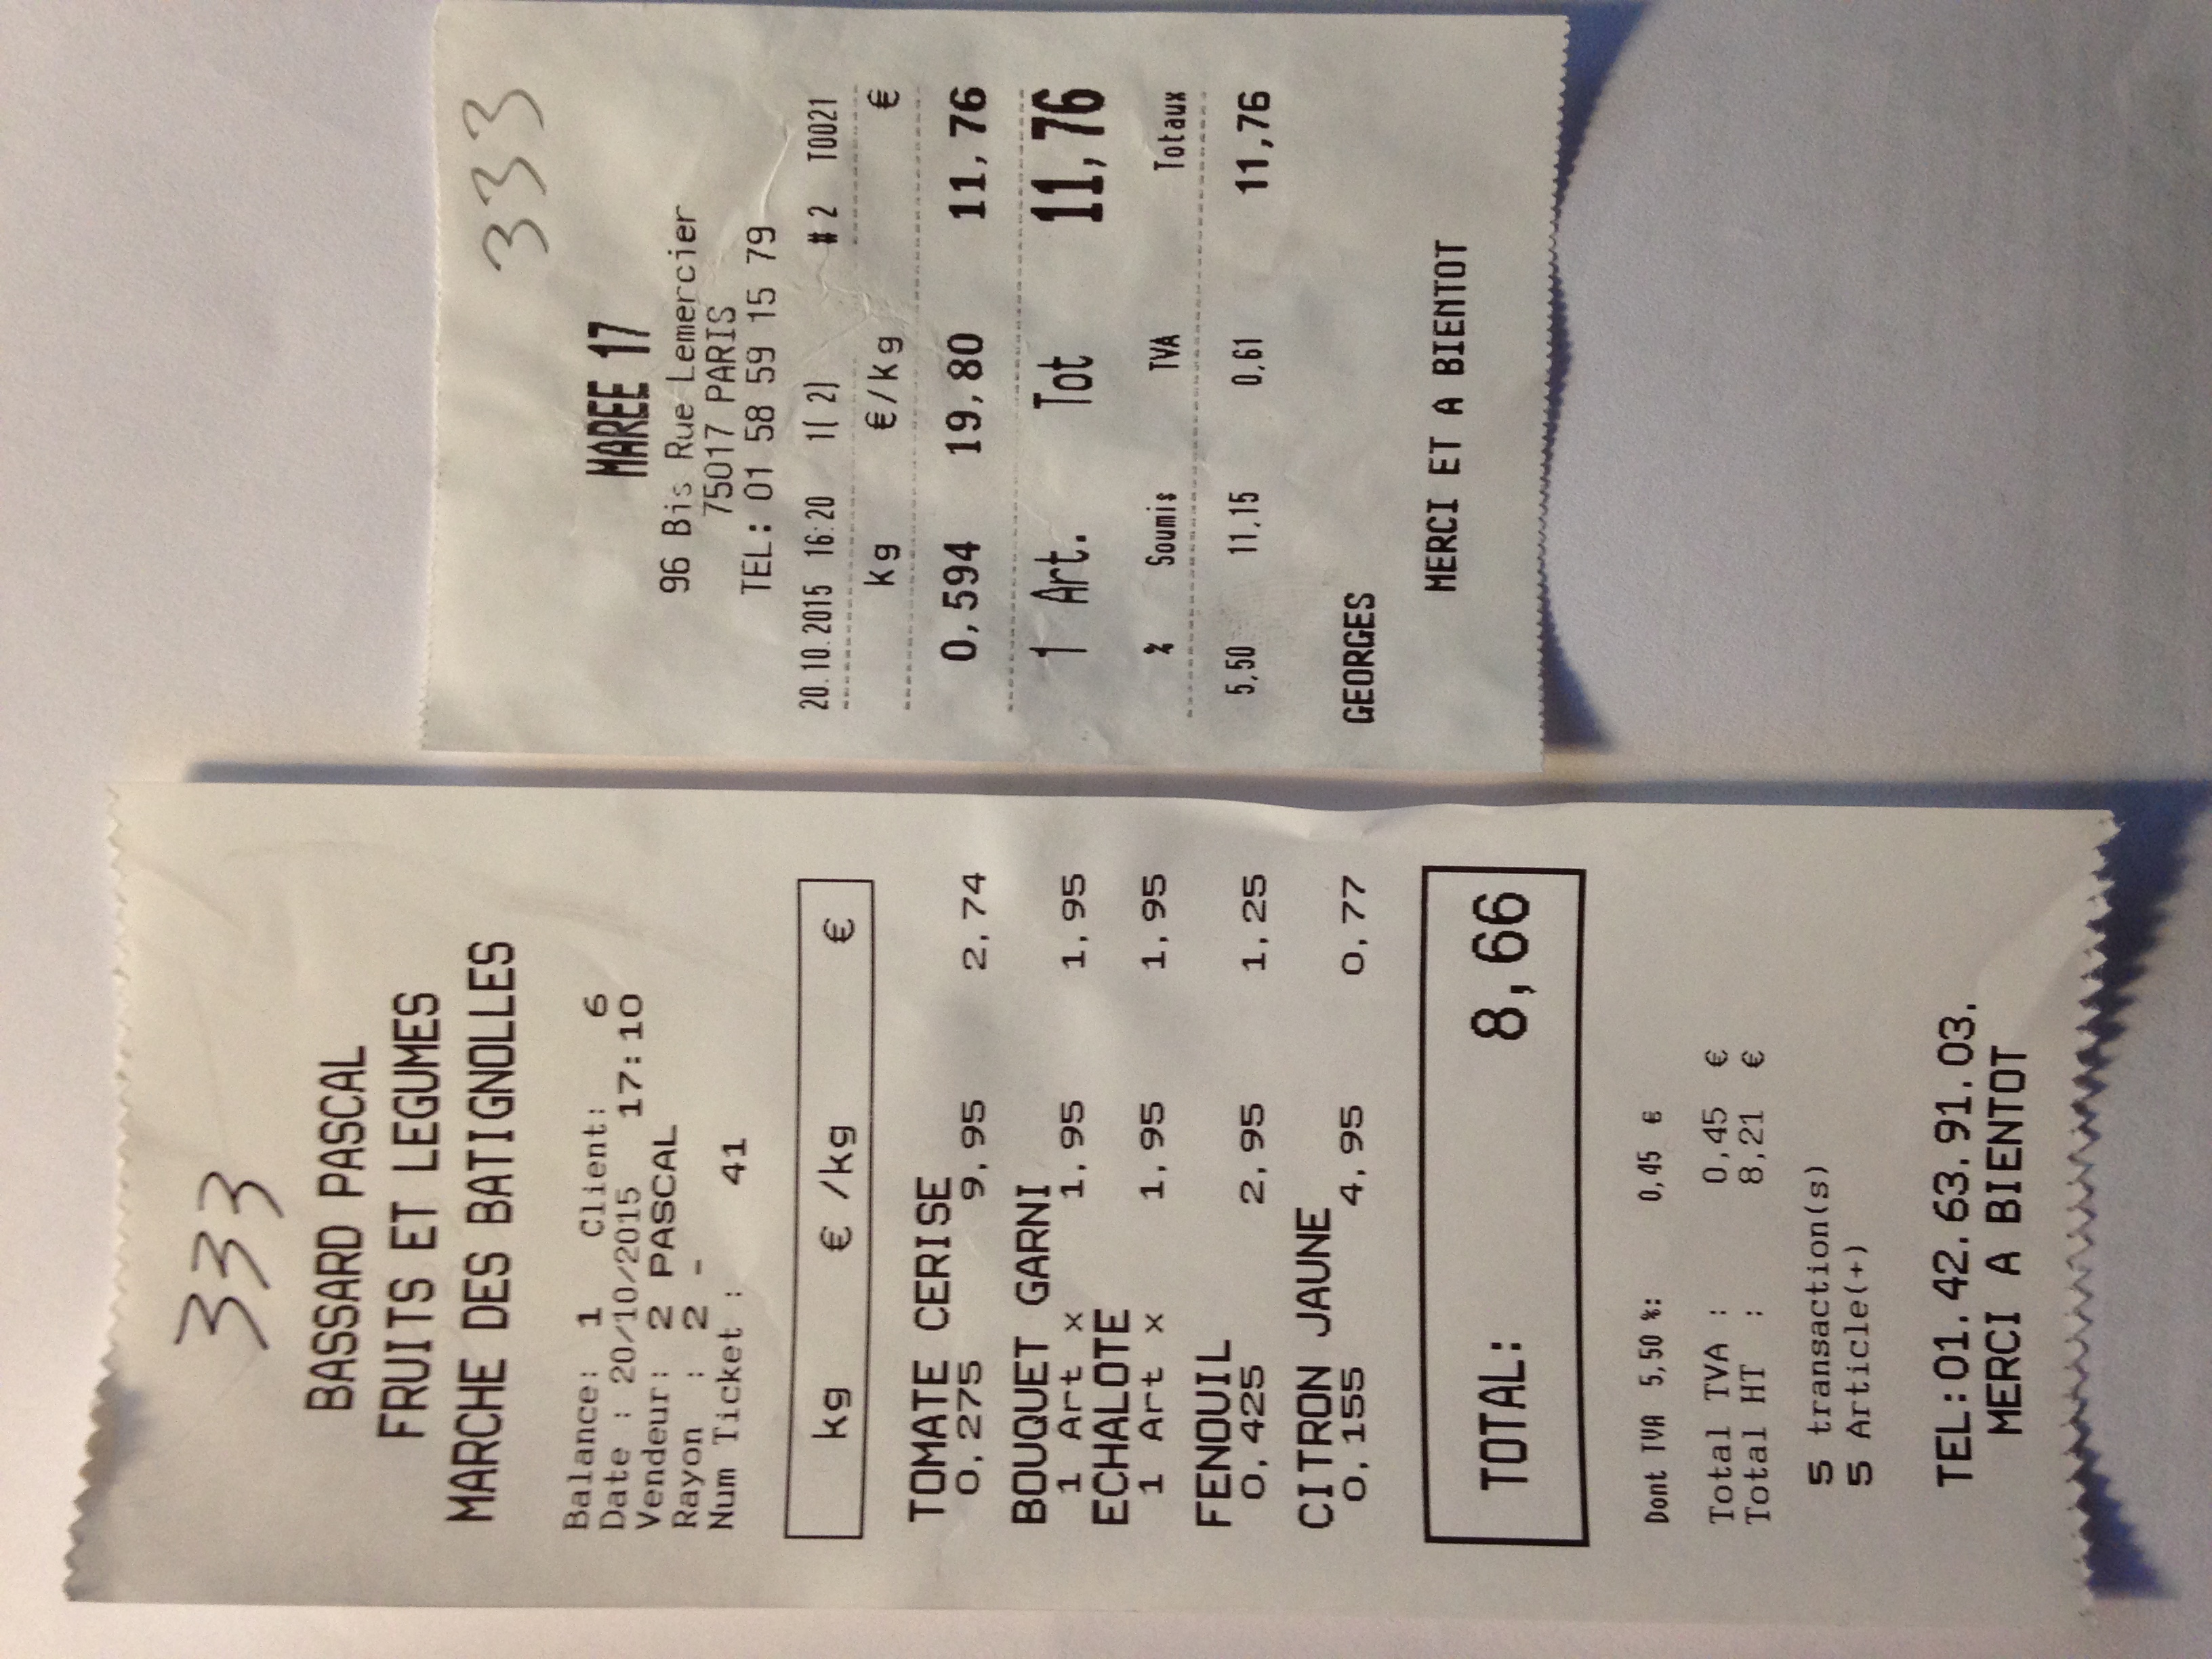 333
BASSARD PASCAL
FRUITS ET LEGUMES
MARCHE DES BATIGNOLLES
Balance: 1 Client: 6
Date : 20/10/2015 17:10
Vendeur: 2 PASCAL
Rayon : 2 -
Num Ticket : 41
kg € /kg €
TOMATE CERISE
0,275 9,95 2,74
BOUQUET GARNI
1 Art x 1,95 1,95
ECHALOTE
1 Art x 1,95 1,95
FENOUIL
0,425 2,95 1,25
CITRON JAUNE
0,155 4,95 0,77
TOTAL: 8,66
Dont TVA 5,50 %: 0,45 €
Total TVA : 0,45 €
Total HT : 8,21 €
5 transaction(s)
5 Article(+)
TEL:01.42.63.91.03.
MERCI A BIENTOT
333
MAREE 17
96 Bis Rue Lemercier
75017 PARIS
TEL: 01 58 59 15 79
20.10.2015 16:20 1( 2) #2 T0021
kg €/kg €
0,594 19,80 11,76
1 Art. Tot 11,76
% Soumis TVA Totaux
5,50 11,15 0,61 11,76
GEORGES
MERCI ET A BIENTOT